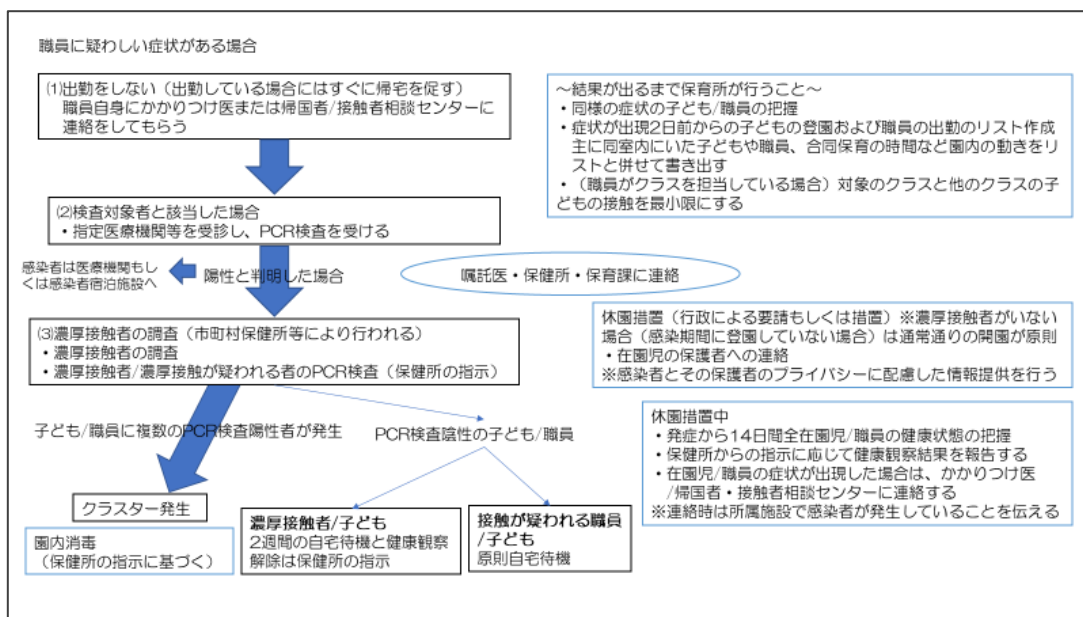 職員に疑わしい症状がある場合
⑴出勤をしない（出勤している場合にはすぐに帰宅を促す）
職員自身にかかりつけ医または帰国者/接触者相談センターに
連絡をしてもらう
～結果が出るまで保育所が行うこと～
・同様の症状の子ども/職員の把握
・症状が出現2日前からの子どもの登園および職員の出勤のリスト作成
主に同室内にいた子どもや職員、合同保育の時間など園内の動きをリ
ストと併せて書き出す
・（職員がクラスを担当している場合）対象のクラスと他のクラスの子
どもの接触を最小限にする
⑵検査対象者と該当した場合
・指定医療機関等を受診し、PCR検査を受ける
感染者は医療機関もし
くは感染者宿泊施設へ
陽性と判明した場合
嘱託医・保健所・保育課に連絡
⑶濃厚接触者の調査（市町村保健所等により行われる）
・濃厚接触者の調査
・濃厚接触者/濃厚接触が疑われる者のPCR検査（保健所の指示）
休園措置（行政による要請もしくは措置）※濃厚接触者がいない
場合（感染期間に登園していない場合）は通常通りの開園が原則
・在園児の保護者への連絡
※感染者とその保護者のプライバシーに配慮した情報提供を行う
子ども/職員に複数のPCR検査陽性者が発生
PCR検査陰性の子ども/職員
休園措置中
・発症から14日間全在園児/職員の健康状態の把握
・保健所からの指示に応じて健康観察結果を報告する
・在園児/職員の症状が出現した場合は、かかりつけ医
/帰国者・接触者相談センターに連絡する
※連絡時は所属施設で感染者が発生していることを伝える
クラスター発生
園内消毒
（保健所の指示に基づく）
濃厚接触者/子ども
2週間の自宅待機と健康観察
解除は保健所の指示
接触が疑われる職員
/子ども
原則自宅待機